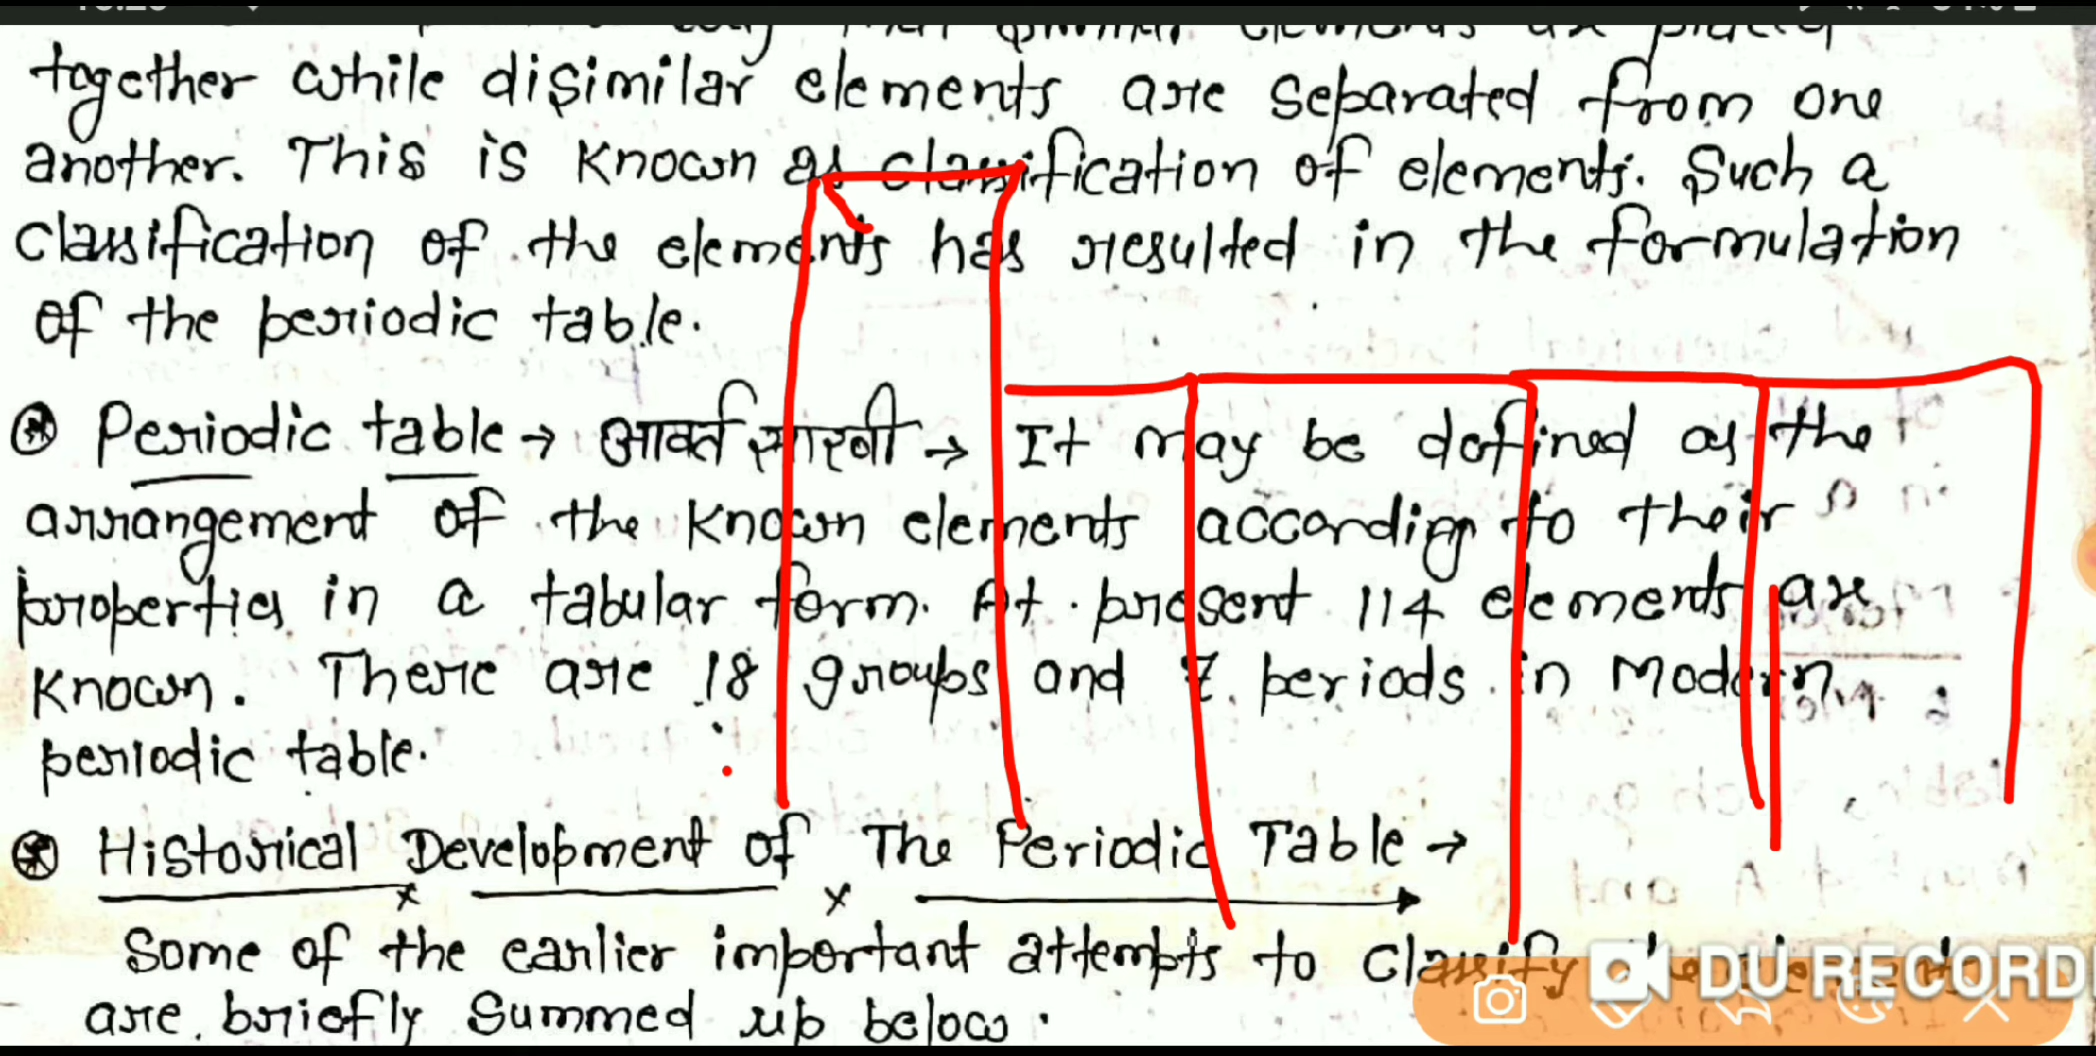 together while disimilar elements are separated from one
another. This is known as classification of elements. Such a
classification of the elements has resulted in the formulation
of the periodic table.
Periodic table → आवर्त सारणी → It may be defined as the
arrangement of the known elements according to their
properties in a tabular form. At present 114 elements are
known. There are 18 groups and 7 periods in Modern
periodic table.
Historical Development of The Periodic Table →
Some of the earlier important attempts to classify
are briefly summed up below.
DU RECORD